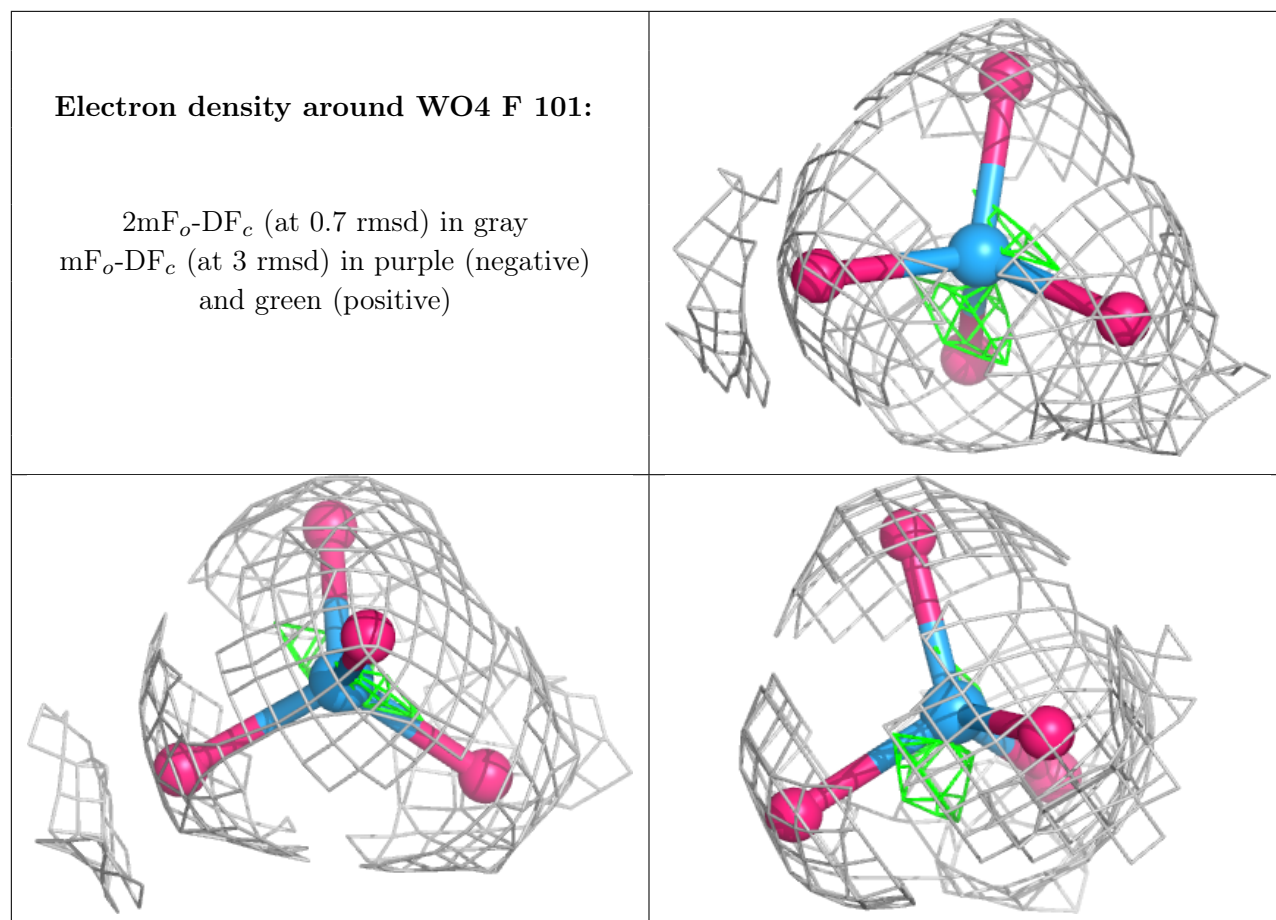 Electron density around WO4 F 101:
2mFo-DFc (at 0.7 rmsd) in gray
mFo-DFc (at 3 rmsd) in purple (negative)
and green (positive)